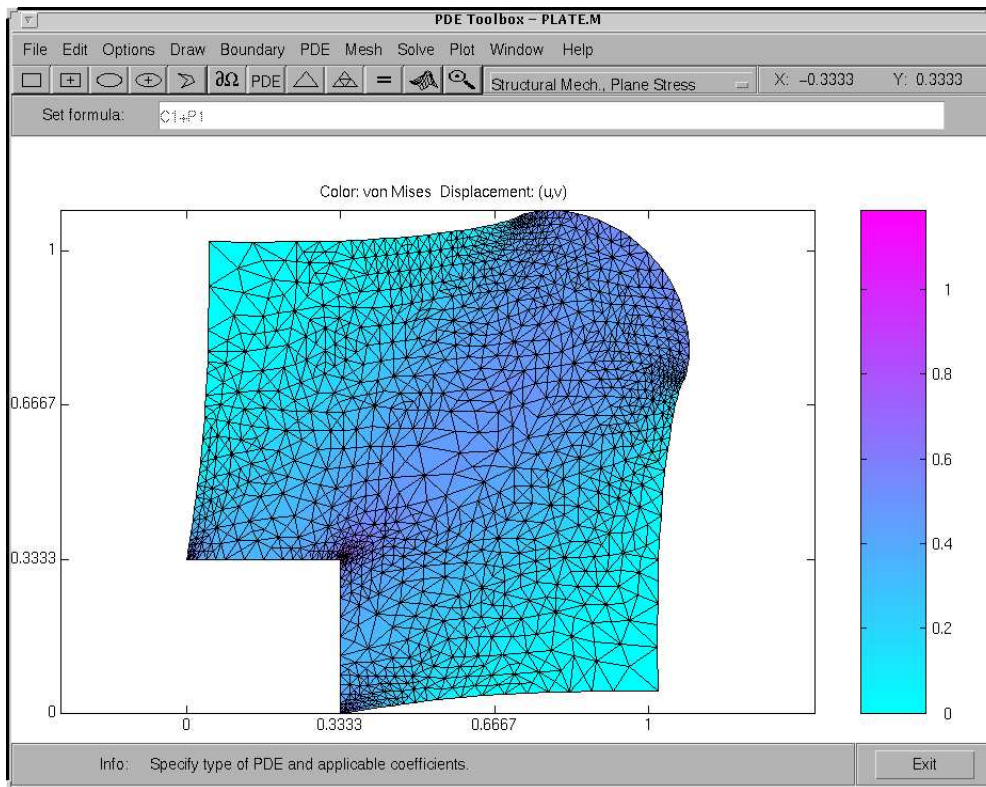 PDE Toolbox – PLATE.M
File Edit Options Draw Boundary PDE Mesh Solve Plot Window Help
∂Ω PDE = Structural Mech., Plane Stress X: −0.3333 Y: 0.3333
Set formula: C1+P1
Color: von Mises Displacement: (u,v)
1
0.6667
0.3333
0
0 0.3333 0.6667 1
1
0.8
0.6
0.4
0.2
0
Info: Specify type of PDE and applicable coefficients. Exit